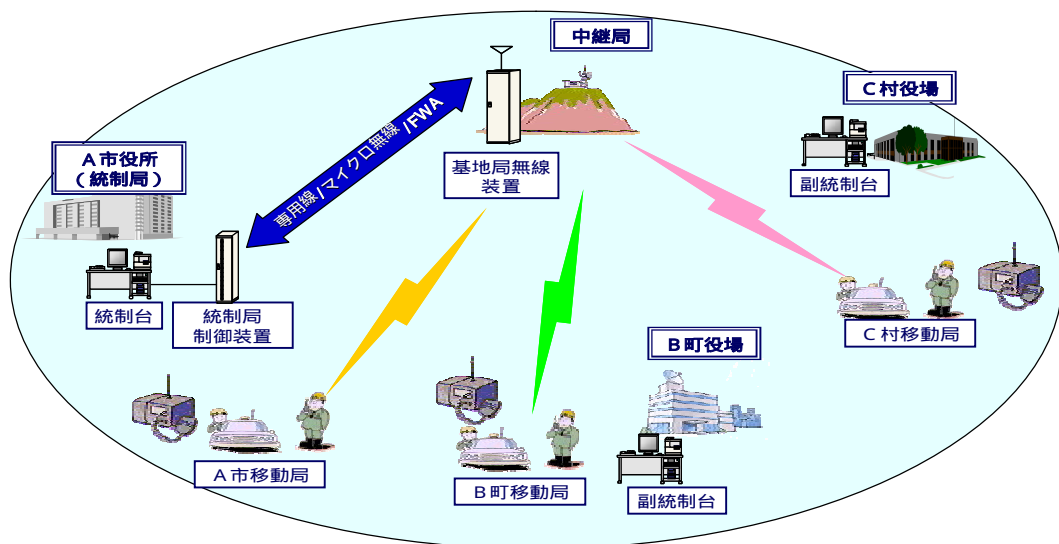 中継局
C村役場
A市役所
(統制局)
専用線/マイクロ無線/FWA
基地局無線
装置
副統制台
統制台
統制局
制御装置
C村移動局
B町役場
A市移動局
B町移動局
副統制台